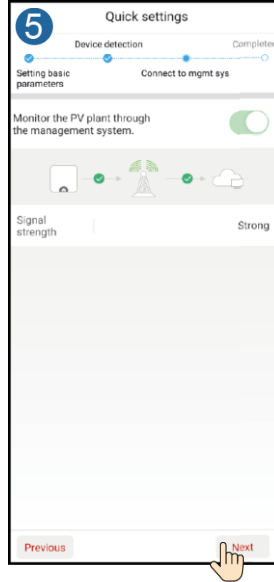 5
Quick settings
Device detection
Completed
Setting basic
parameters
Connect to mgmt sys
Monitor the PV plant through
the management system.
Signal
strength
Strong
Previous
Next